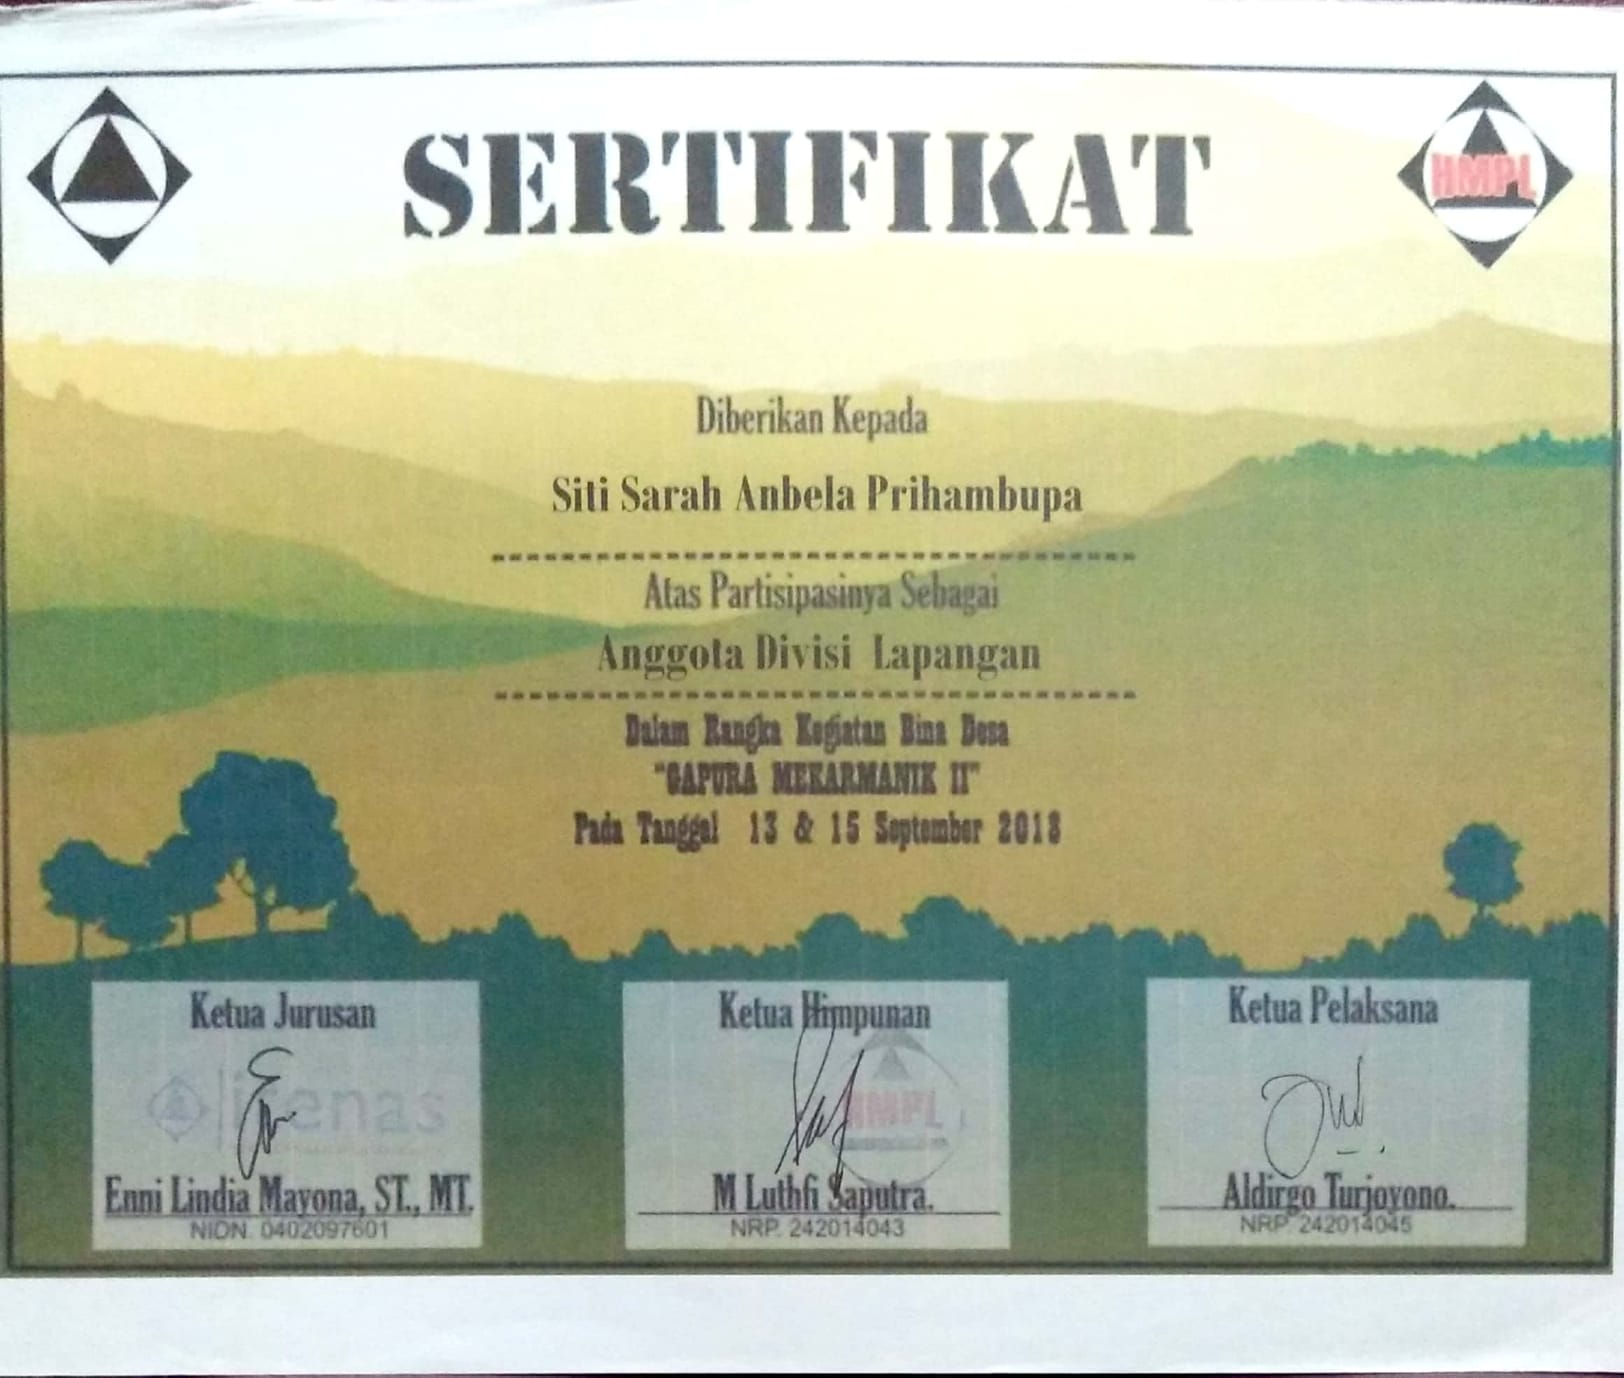 SERTIFIKAT
HMPL
Diberikan Kepada
Siti Sarah Anbela Prihambupa
Atas Partisipasinya Sebagai
Anggota Divisi Lapangan
Dalam Rangka Kegiatan Bina Desa
"GAPURA MEKARMANIK II"
Pada Tanggal 13 & 15 September 2018
Ketua Jurusan
itenas
Enni Lindia Mayona, ST., MT.
NIDN. 0402097601
Ketua Himpunan
HMPL
M Luthfi Saputra.
NRP. 242014043
Ketua Pelaksana
Aldirgo Turjoyono.
NRP. 242014045